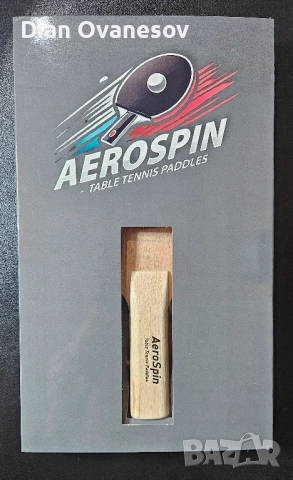 Dian Ovanesov
AEROSPIN
- TABLE TENNIS PADDLES
AeroSpin
Table Tennis Paddles
BAZAR